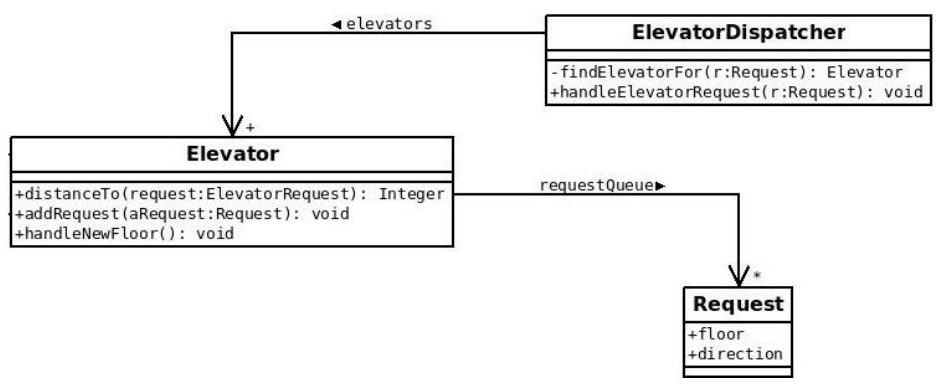 ◄elevators
ElevatorDispatcher
-findElevatorFor(r:Request): Elevator
+handleElevatorRequest(r:Request): void
+
Elevator
+distanceTo(request:ElevatorRequest): Integer
+addRequest(aRequest:Request): void
+handleNewFloor(): void
requestQueue►
*
Request
+floor
+direction